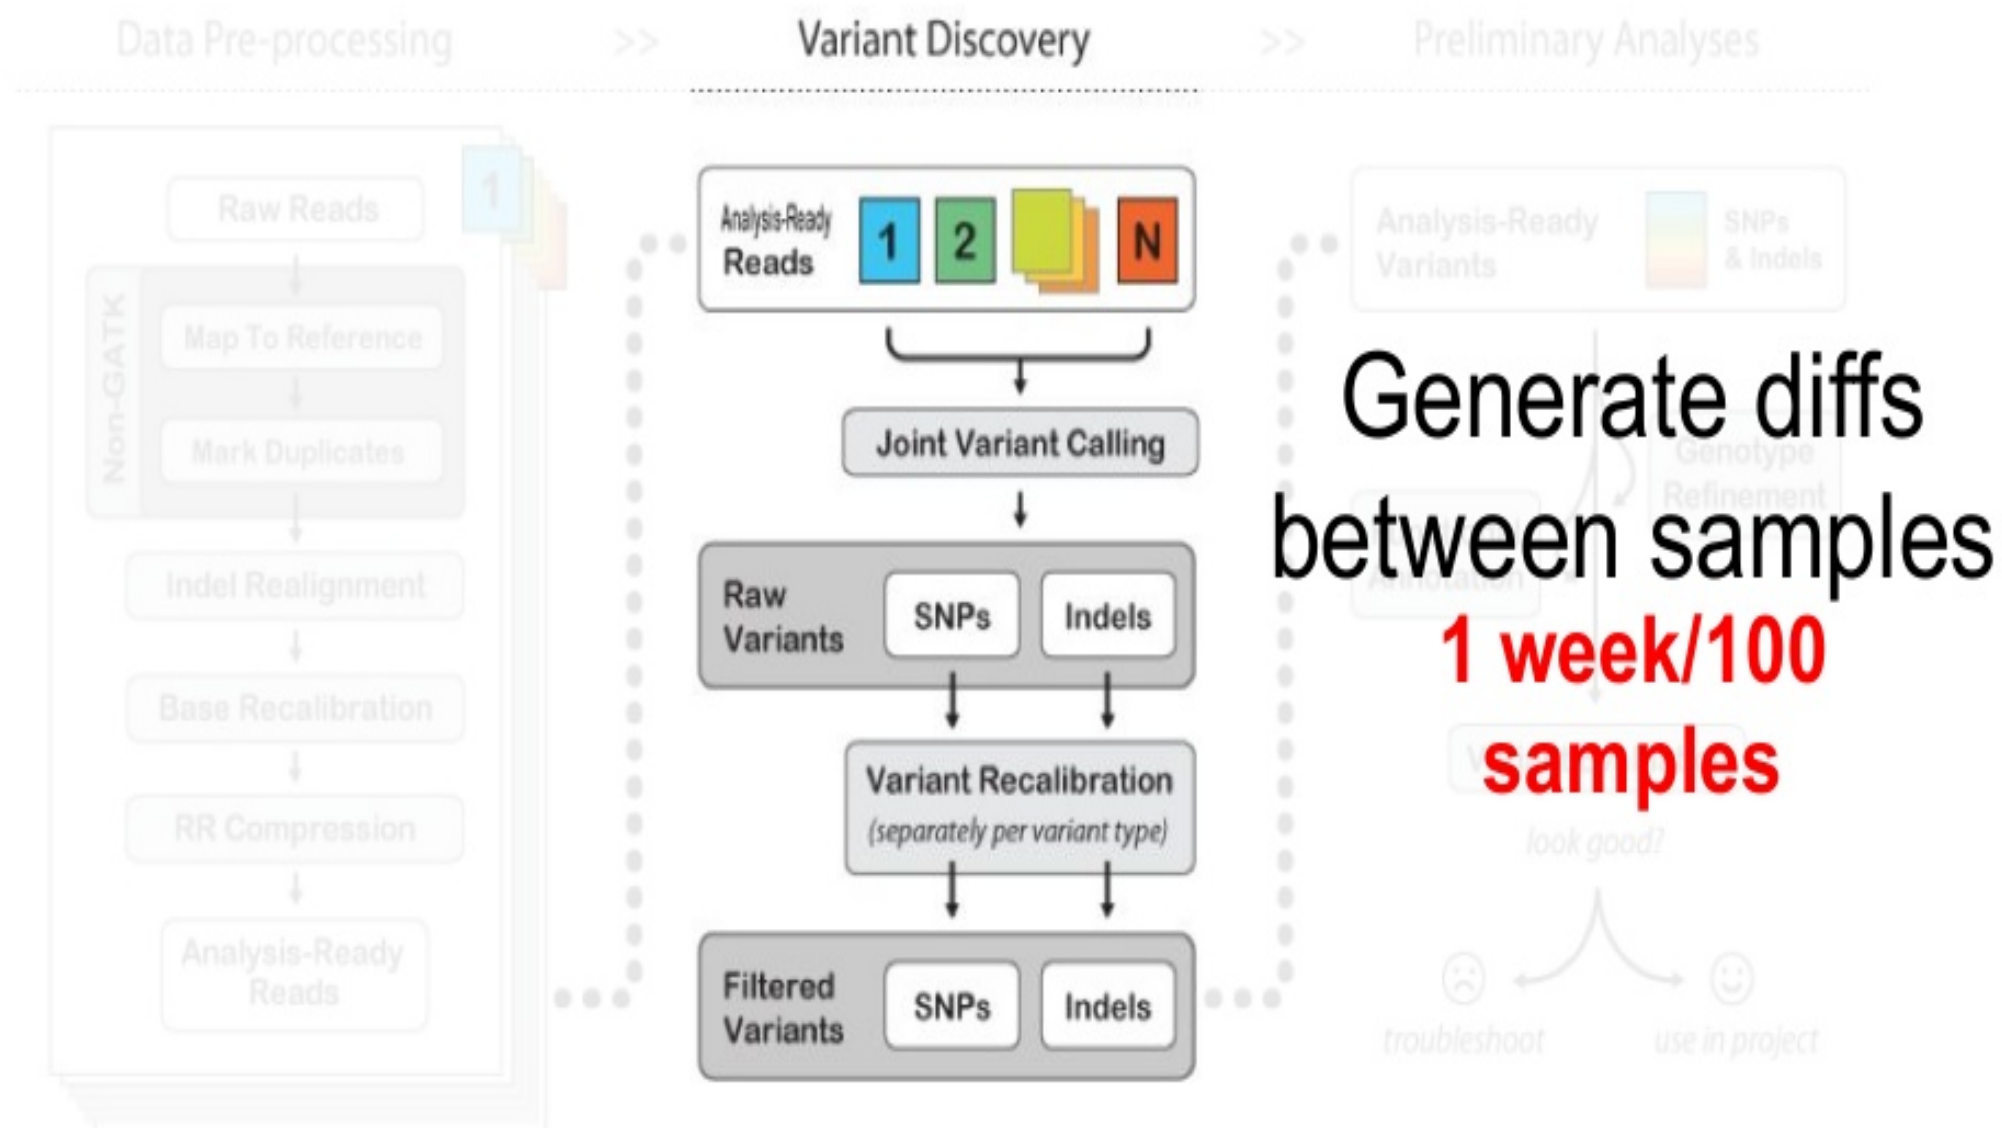 Data Pre-processing >> Variant Discovery >> Preliminary Analyses
Raw Reads
1
Non-GATK
Map To Reference
Mark Duplicates
Indel Realignment
Base Recalibration
RR Compression
Analysis-Ready
Reads
Analysis-Ready
Reads
1 2 N
Joint Variant Calling
Raw
Variants
SNPs Indels
Variant Recalibration
(separately per variant type)
Filtered
Variants
SNPs Indels
Analysis-Ready
Variants
SNPs
& Indels
Generate diffs
between samples
1 week/100
samples
Genotype
Refinement
Annotation
look good?
troubleshoot use in project